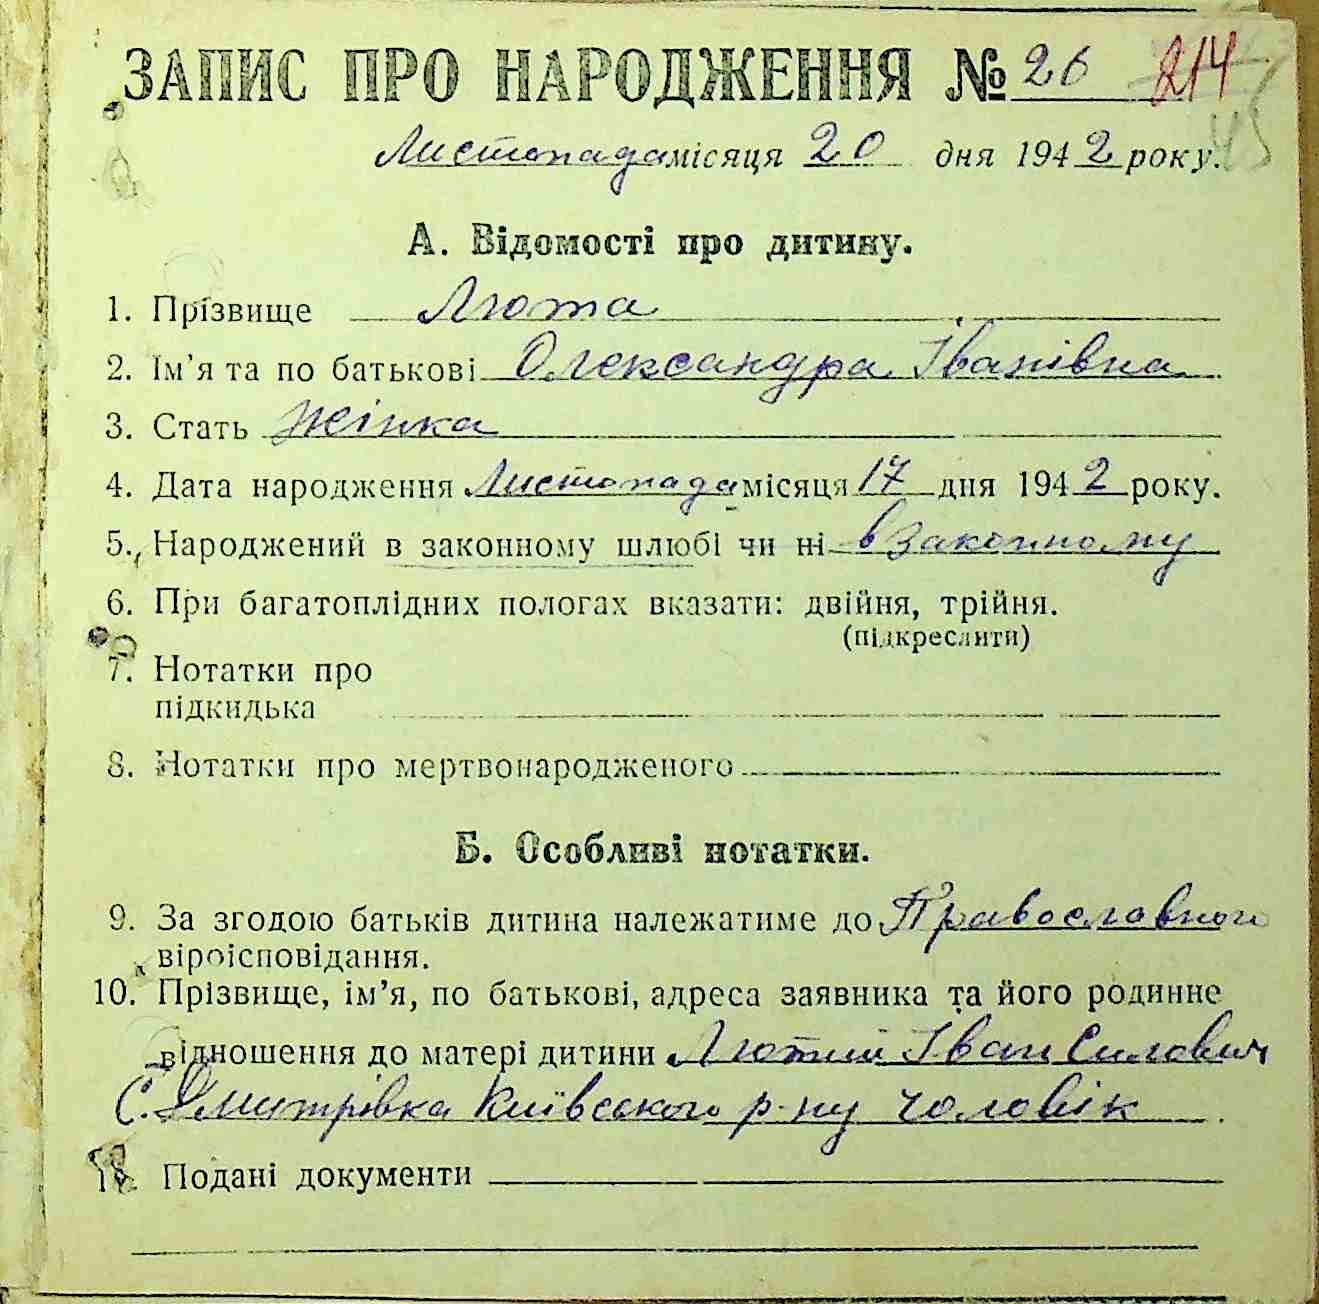 ЗАПИС ПРО НАРОДЖЕННЯ № 26 214
Листопада місяця 20 дня 1942 року.
А. Відомості про дитину.
1. Прізвище Люта
2. Ім'я та по батькові Олександра Іванівна
3. Стать Жінка
4. Дата народження Листопада місяця 17 дня 1942 року.
5. Народжений в законному шлюбі чи ні в законному
6. При багатоплідних пологах вказати: двійня, трійня.
(підкреслити)
7. Нотатки про
підкидька
8. Нотатки про мертвонародженого
Б. Особливі нотатки.
9. За згодою батьків дитина належатиме до Православного
віроісповідання.
10. Прізвище, ім'я, по батькові, адреса заявника та його родинне
відношення до матері дитини Лютий Іван Силович
С. Дмитрівка Київського р-ну чоловік
Подані документи